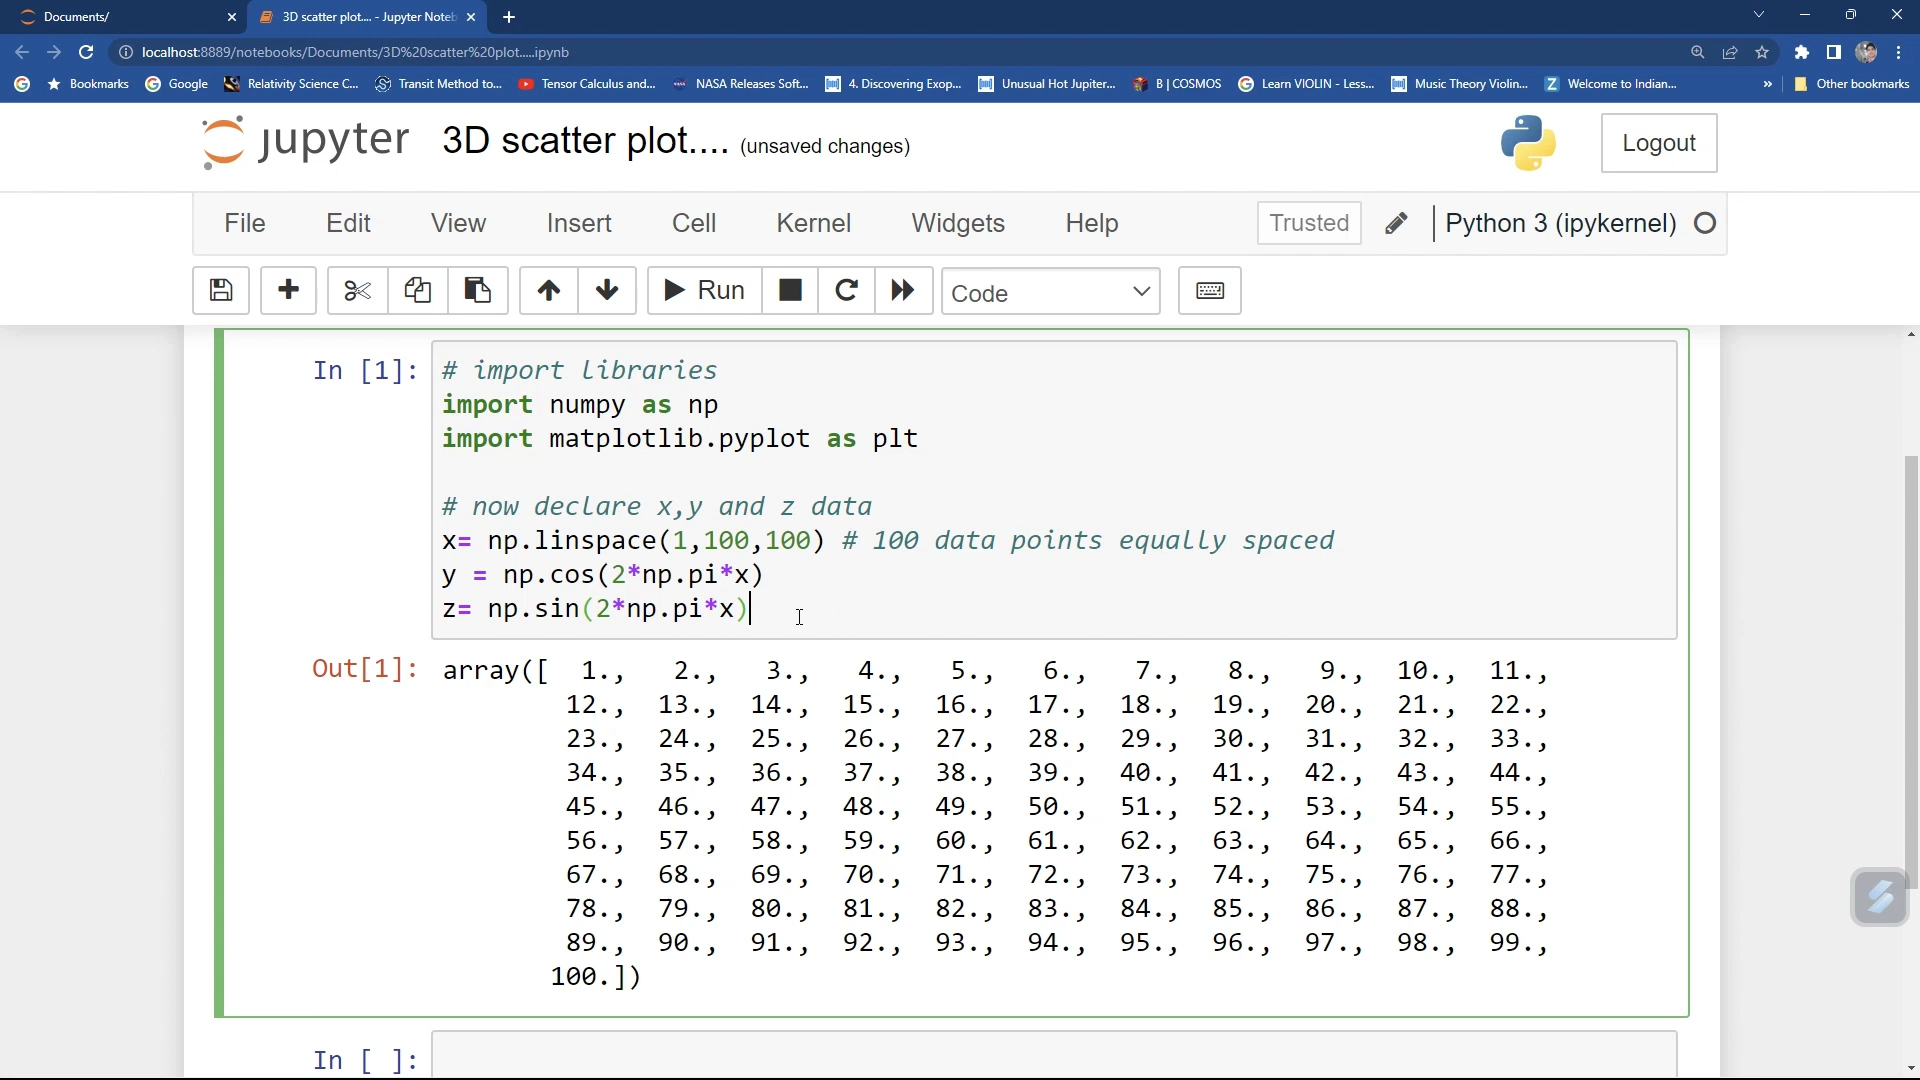 Documents/
3D scatter plot.... - Jupyter Noteb
localhost:8889/notebooks/Documents/3D%20scatter%20plot.....ipynb
Bookmarks Google Relativity Science C... Transit Method to... Tensor Calculus and... NASA Releases Soft... 4. Discovering Exop... Unusual Hot Jupiter... B | COSMOS Learn VIOLIN - Less... Music Theory Violin... Welcome to Indian... » Other bookmarks
jupyter 3D scatter plot.... (unsaved changes) Logout
File Edit View Insert Cell Kernel Widgets Help Trusted Python 3 (ipykernel)
Run Code
In [1]: # import libraries
import numpy as np
import matplotlib.pyplot as plt
# now declare x,y and z data
x= np.linspace(1,100,100) # 100 data points equally spaced
y = np.cos(2*np.pi*x)
z= np.sin(2*np.pi*x)
Out[1]: array([ 1., 2., 3., 4., 5., 6., 7., 8., 9., 10., 11.,
12., 13., 14., 15., 16., 17., 18., 19., 20., 21., 22.,
23., 24., 25., 26., 27., 28., 29., 30., 31., 32., 33.,
34., 35., 36., 37., 38., 39., 40., 41., 42., 43., 44.,
45., 46., 47., 48., 49., 50., 51., 52., 53., 54., 55.,
56., 57., 58., 59., 60., 61., 62., 63., 64., 65., 66.,
67., 68., 69., 70., 71., 72., 73., 74., 75., 76., 77.,
78., 79., 80., 81., 82., 83., 84., 85., 86., 87., 88.,
89., 90., 91., 92., 93., 94., 95., 96., 97., 98., 99.,
100.])
In [ ]: